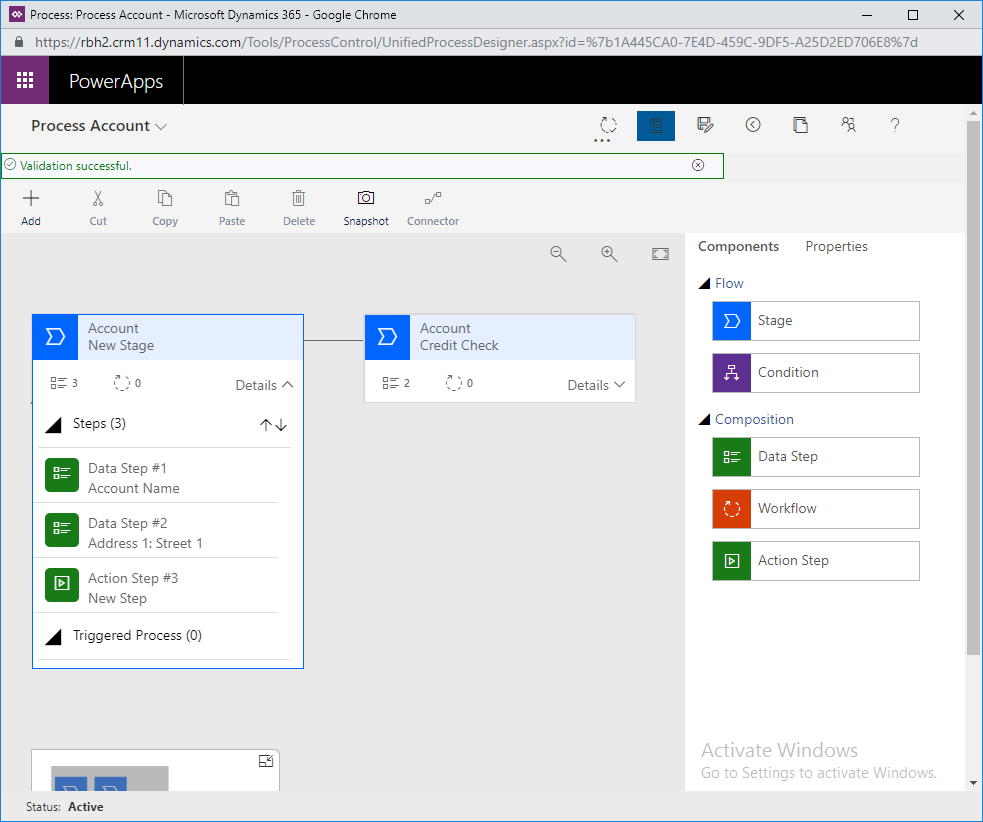 Process: Process Account - Microsoft Dynamics 365 - Google Chrome
https://rbh2.crm11.dynamics.com/Tools/ProcessControl/UnifiedProcessDesigner.aspx?id=%7b1A445CA0-7E4D-459C-9DF5-A25D2ED706E8%7d
PowerApps
Process Account
?
Validation successful.
Add Cut Copy Paste Delete Snapshot Connector
Components Properties
Flow
Stage
Condition
Composition
Data Step
Workflow
Action Step
Account
New Stage
3 0 Details
Steps (3)
Data Step #1
Account Name
Data Step #2
Address 1: Street 1
Action Step #3
New Step
Triggered Process (0)
Account
Credit Check
2 0 Details
Activate Windows
Go to Settings to activate Windows.
Status: Active